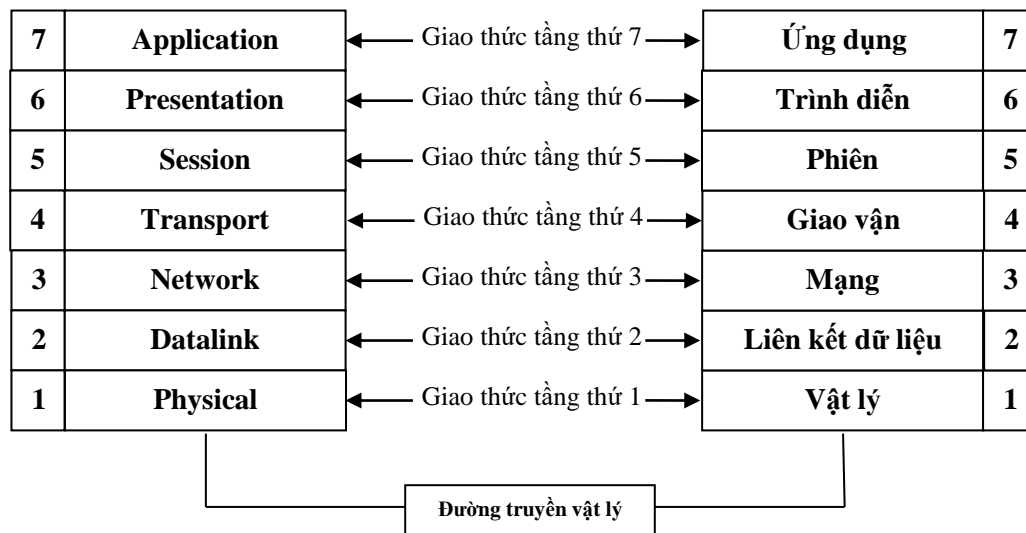 7 Application Giao thức tầng thứ 7 Ứng dụng 7
6 Presentation Giao thức tầng thứ 6 Trình diễn 6
5 Session Giao thức tầng thứ 5 Phiên 5
4 Transport Giao thức tầng thứ 4 Giao vận 4
3 Network Giao thức tầng thứ 3 Mạng 3
2 Datalink Giao thức tầng thứ 2 Liên kết dữ liệu 2
1 Physical Giao thức tầng thứ 1 Vật lý 1
Đường truyền vật lý